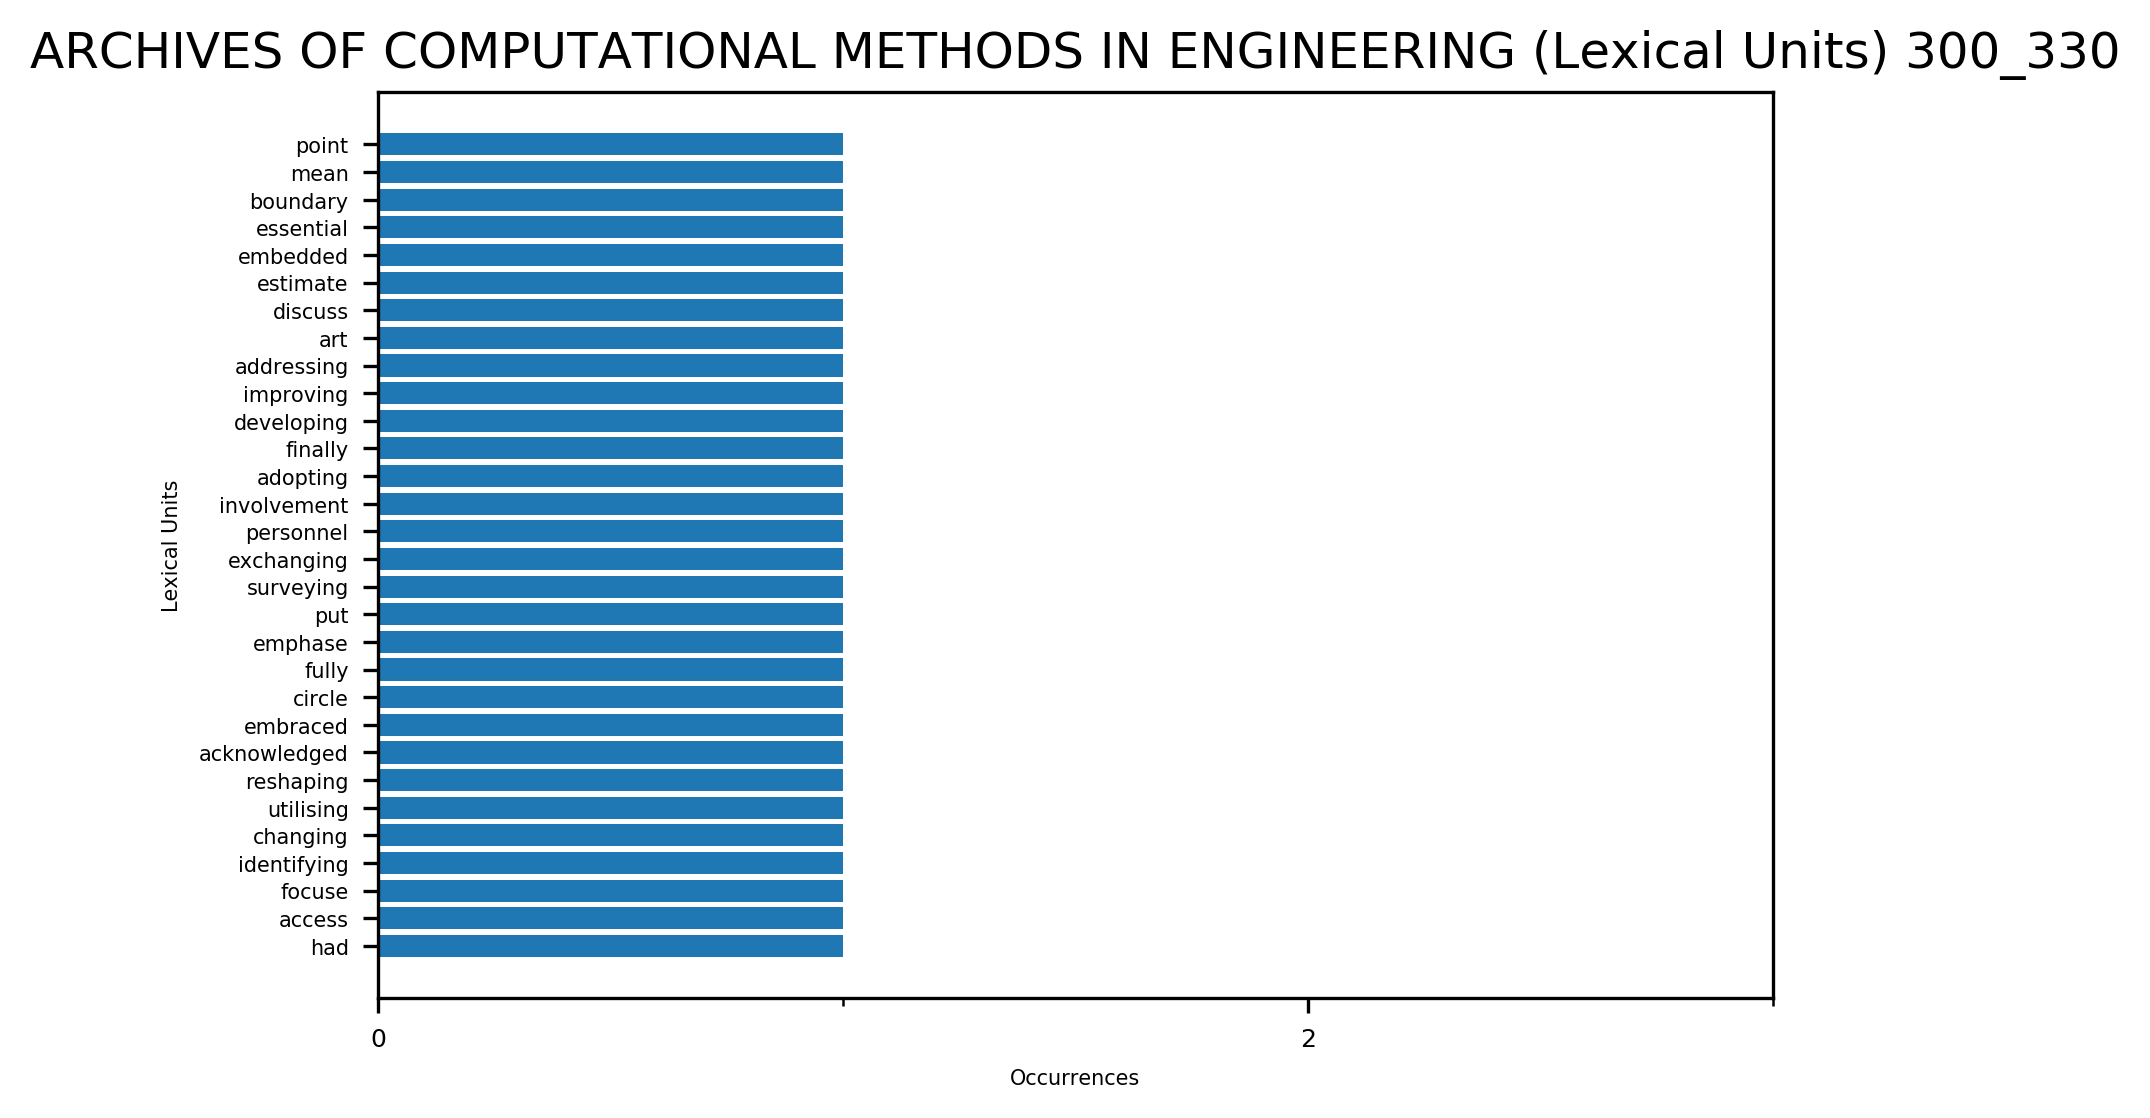 ARCHIVES OF COMPUTATIONAL METHODS IN ENGINEERING (Lexical Units) 300_330
point
mean
boundary
essential
embedded
estimate
discuss
art
addressing
improving
developing
finally
adopting
involvement
personnel
exchanging
surveying
put
emphase
fully
circle
embraced
acknowledged
reshaping
utilising
changing
identifying
focuse
access
had
Lexical Units
0 2
Occurrences